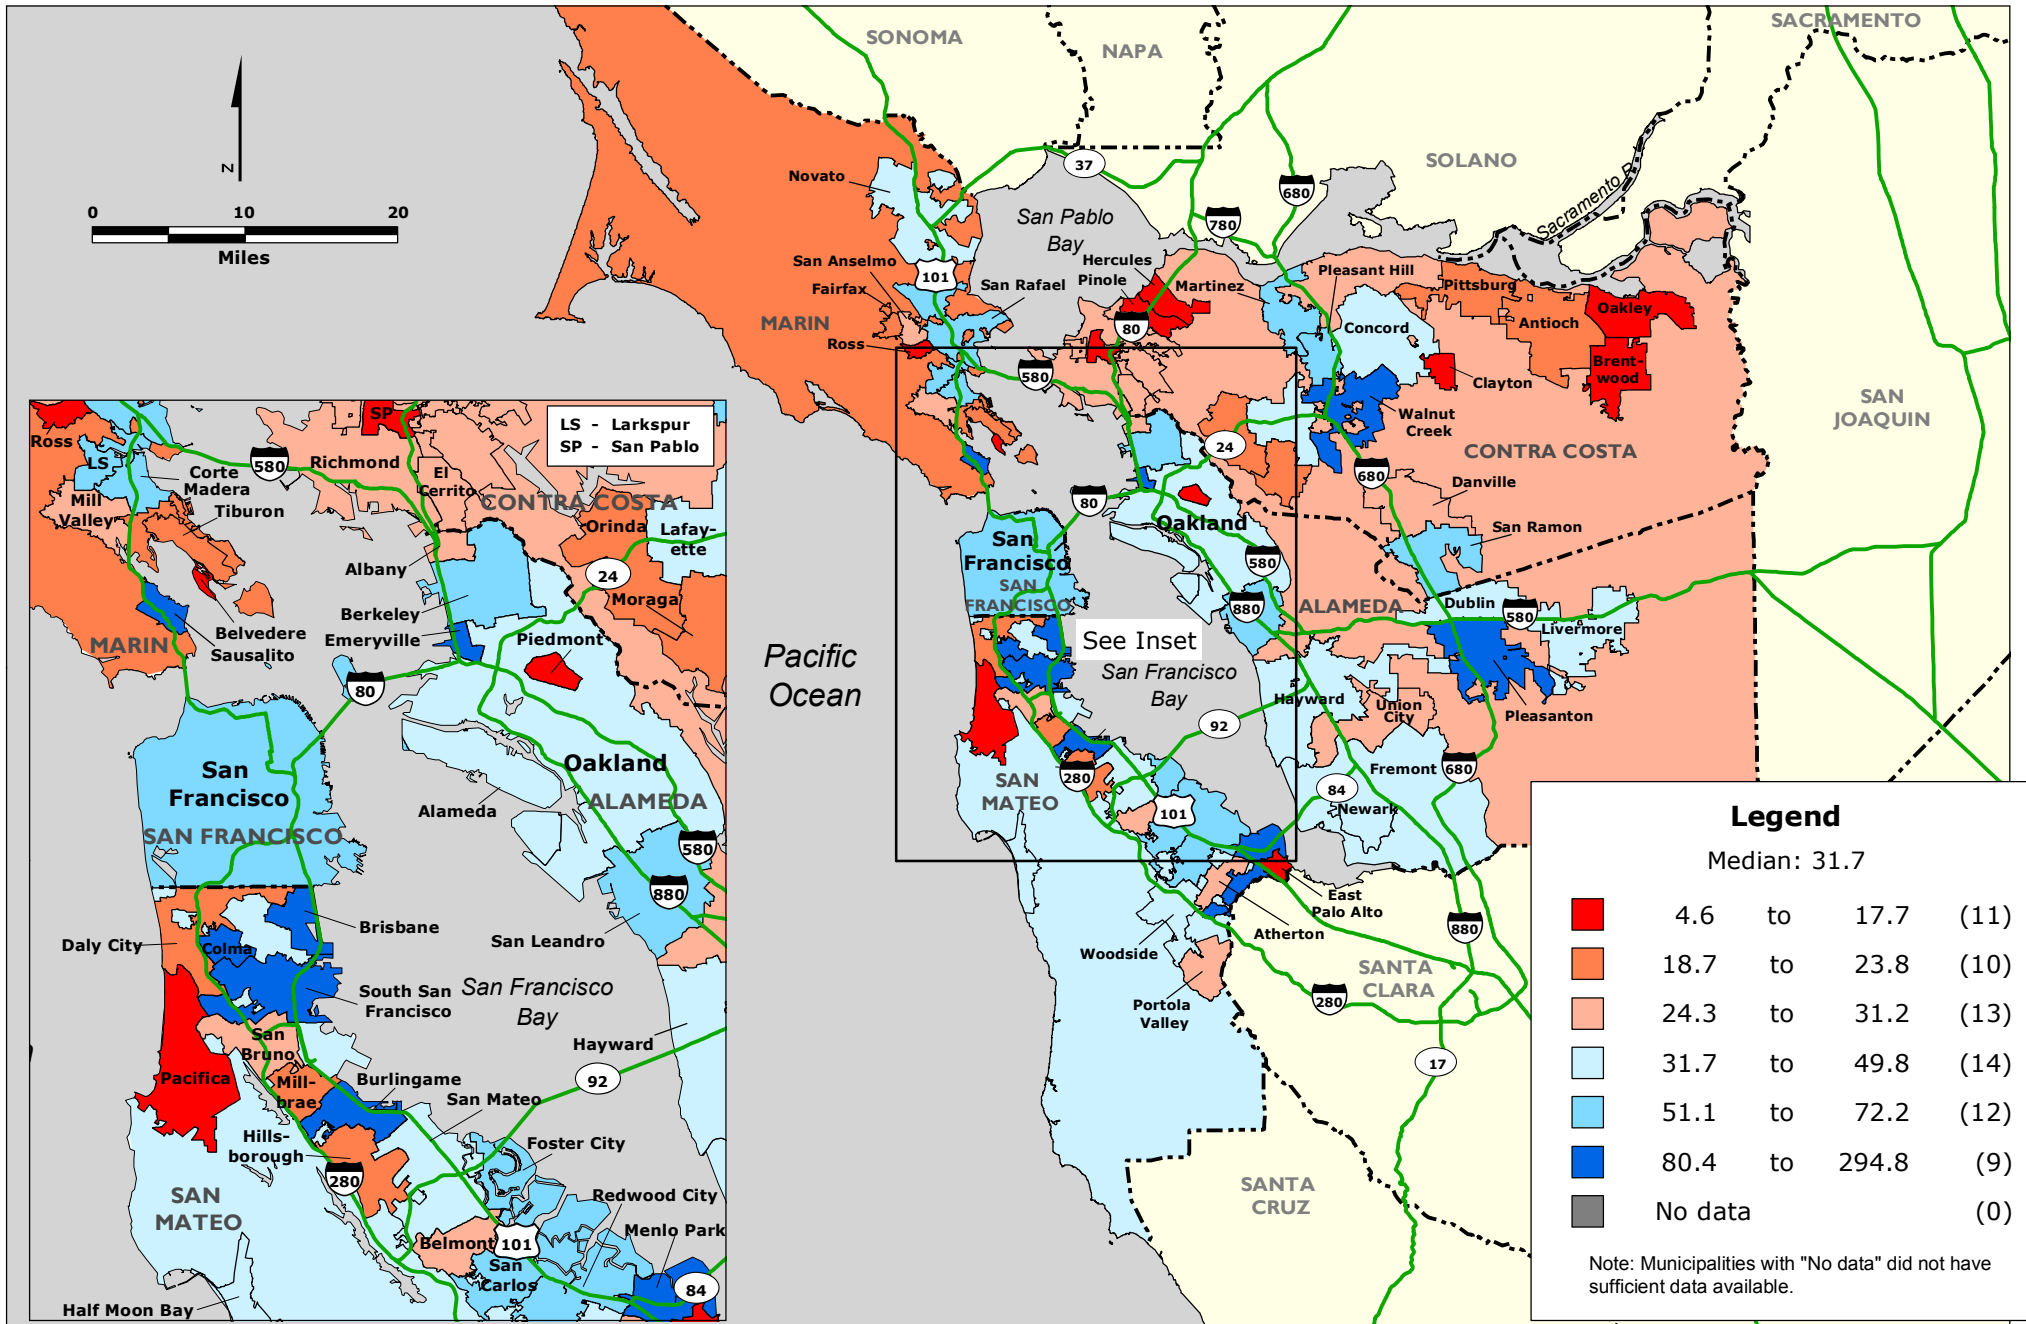 SONOMA
NAPA
SACRAMENTO
SOLANO
Sacramento R.
37
680
780
N
0 10 20
Miles
Novato
San Pablo
Bay
101
San Anselmo
Fairfax
San Rafael
MARIN
Ross
Hercules
Pinole
80
Martinez
Pleasant Hill
Pittsburg
Concord
Antioch
Oakley
Brent-
wood
Clayton
Walnut
Creek
SAN
JOAQUIN
CONTRA COSTA
580
24
680
80
Danville
San Ramon
Oakland
580
880
San
Francisco
SAN
FRANCISCO
ALAMEDA
Dublin
580
Livermore
See Inset
San Francisco
Bay
Pacific
Ocean
Hayward
Union
City
Pleasanton
92
280
SAN
MATEO
84
Fremont
680
Newark
101
East
Palo Alto
Atherton
Woodside
880
SANTA
CLARA
280
Portola
Valley
17
SANTA
CRUZ
LS - Larkspur
SP - San Pablo
Ross
SP
LS
580
Richmond
El
Cerrito
Corte
Madera
Tiburon
Mill
Valley
CONTRA COSTA
Orinda
Lafay-
ette
Albany
24
Moraga
Berkeley
Emeryville
Piedmont
Belvedere
Sausalito
MARIN
80
San
Francisco
SAN FRANCISCO
Oakland
ALAMEDA
Alameda
580
880
San Leandro
Brisbane
Daly City
Colma
South San
Francisco
San Francisco
Bay
San
Bruno
Hayward
Pacifica
Mill-
brae
Burlingame
San Mateo
92
Hills-
borough
280
Foster City
SAN
MATEO
Redwood City
Menlo Park
Belmont
101
San
Carlos
84
Half Moon Bay
Legend
Median: 31.7
4.6 to 17.7 (11)
18.7 to 23.8 (10)
24.3 to 31.2 (13)
31.7 to 49.8 (14)
51.1 to 72.2 (12)
80.4 to 294.8 (9)
No data (0)
Note: Municipalities with "No data" did not have
sufficient data available.